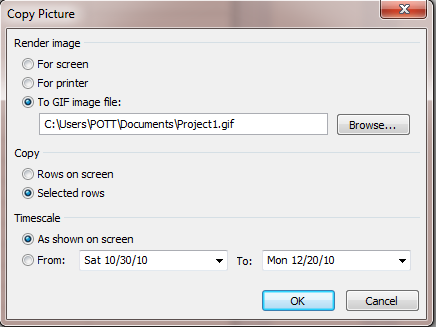 Copy Picture
Render image
For screen
For printer
To GIF image file:
C:\Users\POTT\Documents\Project1.gif Browse...
Copy
Rows on screen
Selected rows
Timescale
As shown on screen
From: Sat 10/30/10 To: Mon 12/20/10
OK Cancel